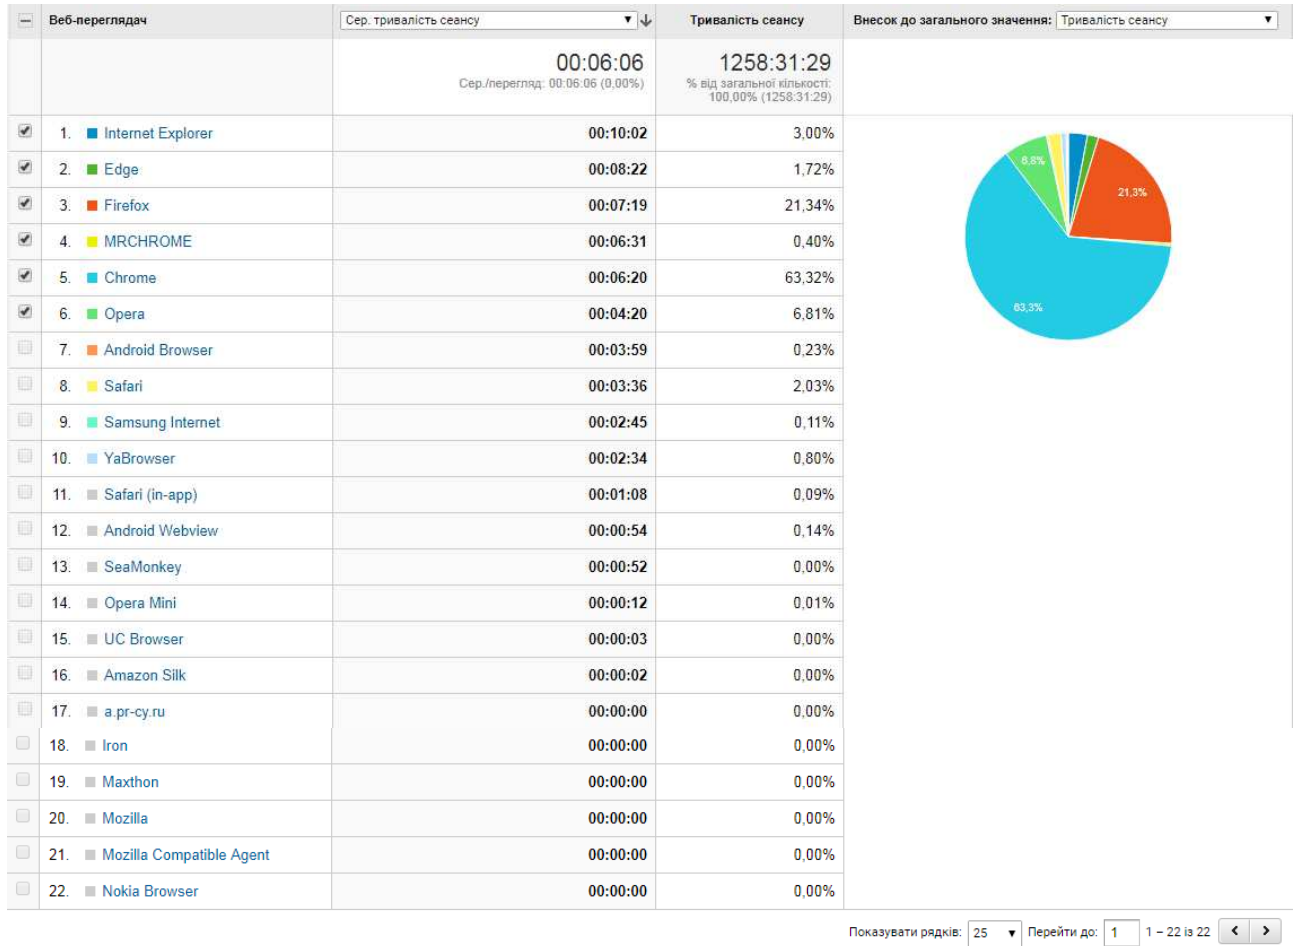 Веб-переглядач Сер. тривалість сеансу Тривалість сеансу Внесок до загального значення: Тривалість сеансу
00:06:06 1258:31:29
Сер./перегляд: 00:06:06 (0,00%) % від загальної кількості:
100,00% (1258:31:29)
1. Internet Explorer 00:10:02 3,00%
2. Edge 00:08:22 1,72%
3. Firefox 00:07:19 21,34%
4. MRCHROME 00:06:31 0,40%
5. Chrome 00:06:20 63,32%
6. Opera 00:04:20 6,81%
7. Android Browser 00:03:59 0,23%
8. Safari 00:03:36 2,03%
9. Samsung Internet 00:02:45 0,11%
10. YaBrowser 00:02:34 0,80%
11. Safari (in-app) 00:01:08 0,09%
12. Android Webview 00:00:54 0,14%
13. SeaMonkey 00:00:52 0,00%
14. Opera Mini 00:00:12 0,01%
15. UC Browser 00:00:03 0,00%
16. Amazon Silk 00:00:02 0,00%
17. a.pr-cy.ru 00:00:00 0,00%
18. Iron 00:00:00 0,00%
19. Maxthon 00:00:00 0,00%
20. Mozilla 00:00:00 0,00%
21. Mozilla Compatible Agent 00:00:00 0,00%
22. Nokia Browser 00:00:00 0,00%
6,8%
21,3%
63,3%
Показувати рядків: 25 Перейти до: 1 1 – 22 із 22